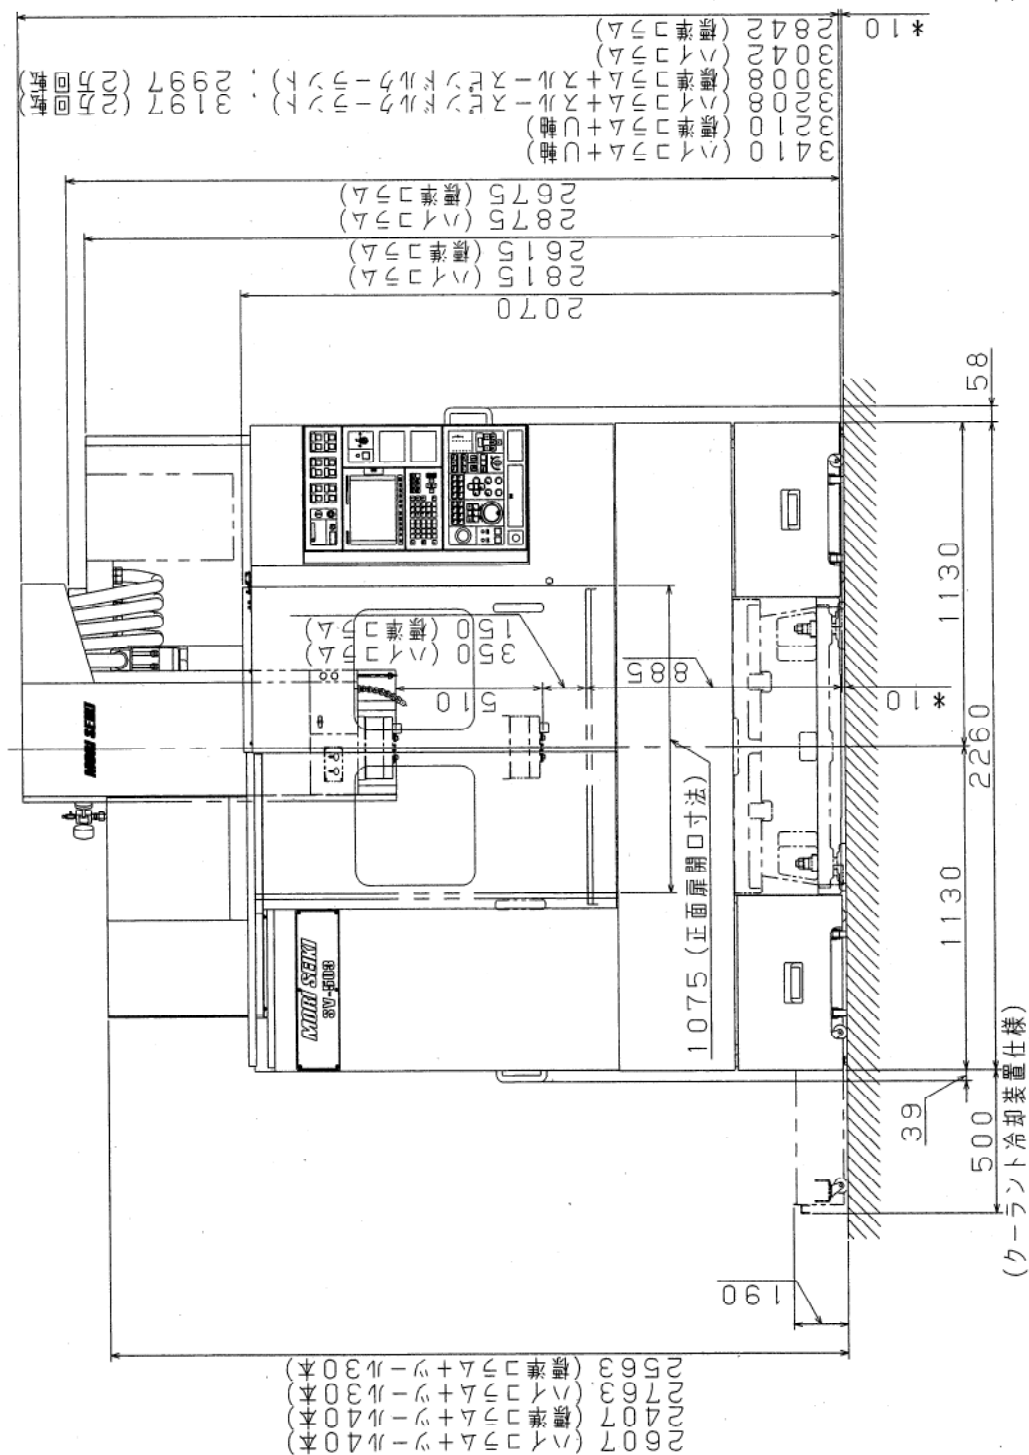 *10
2842 (標準コラム)
3042 (ハイコラム)
3008 (標準コラム+スルースピンドルクーラント), 2997 (2万回転)
3208 (ハイコラム+スルースピンドルクーラント), 3197 (2万回転)
3210 (標準コラム+U軸)
3410 (ハイコラム+U軸)
2675 (標準コラム)
2875 (ハイコラム)
2615 (標準コラム)
2815 (ハイコラム)
2070
58
1130
2260
1130
150 (標準コラム)
350 (ハイコラム)
510
885
*10
MORI SEIKI
1075 (正面扉開口寸法)
MORI SEIKI
SV-503
39
500
(クーラント冷却装置仕様)
190
2563 (標準コラム+ツール30本)
2763 (ハイコラム+ツール30本)
2407 (標準コラム+ツール40本)
2607 (ハイコラム+ツール40本)